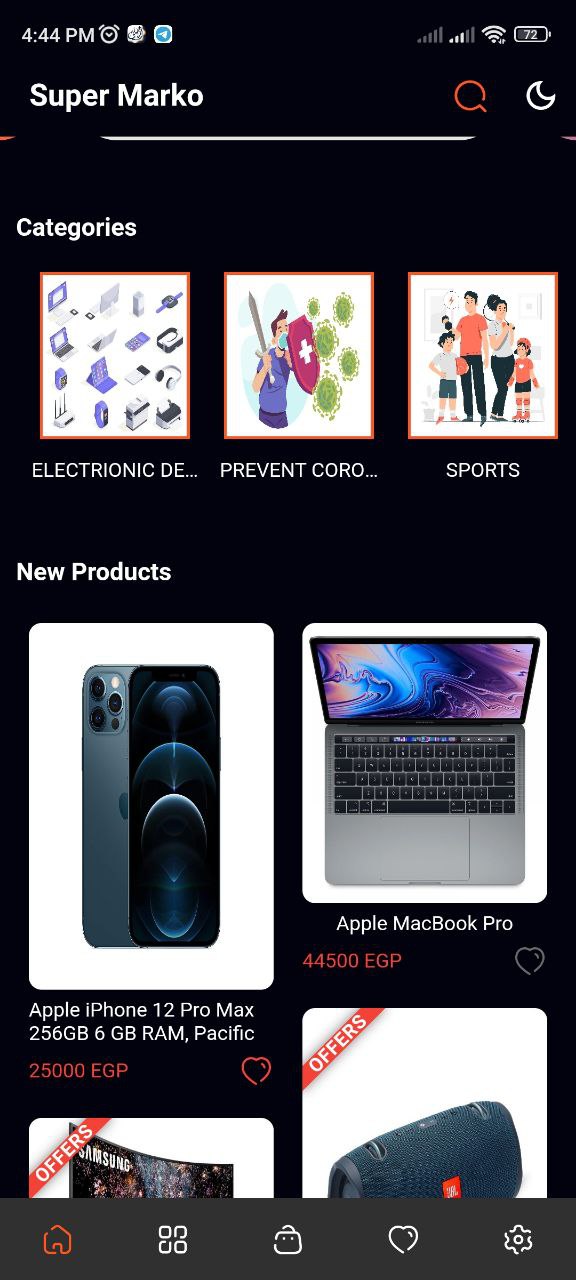 4:44 PM
72
Super Marko
Categories
ELECTRIONIC DE...
PREVENT CORO...
SPORTS
New Products
Apple MacBook Pro
44500 EGP
Apple iPhone 12 Pro Max
256GB 6 GB RAM, Pacific
25000 EGP
OFFERS
JBL
OFFERS
SAMSUNG